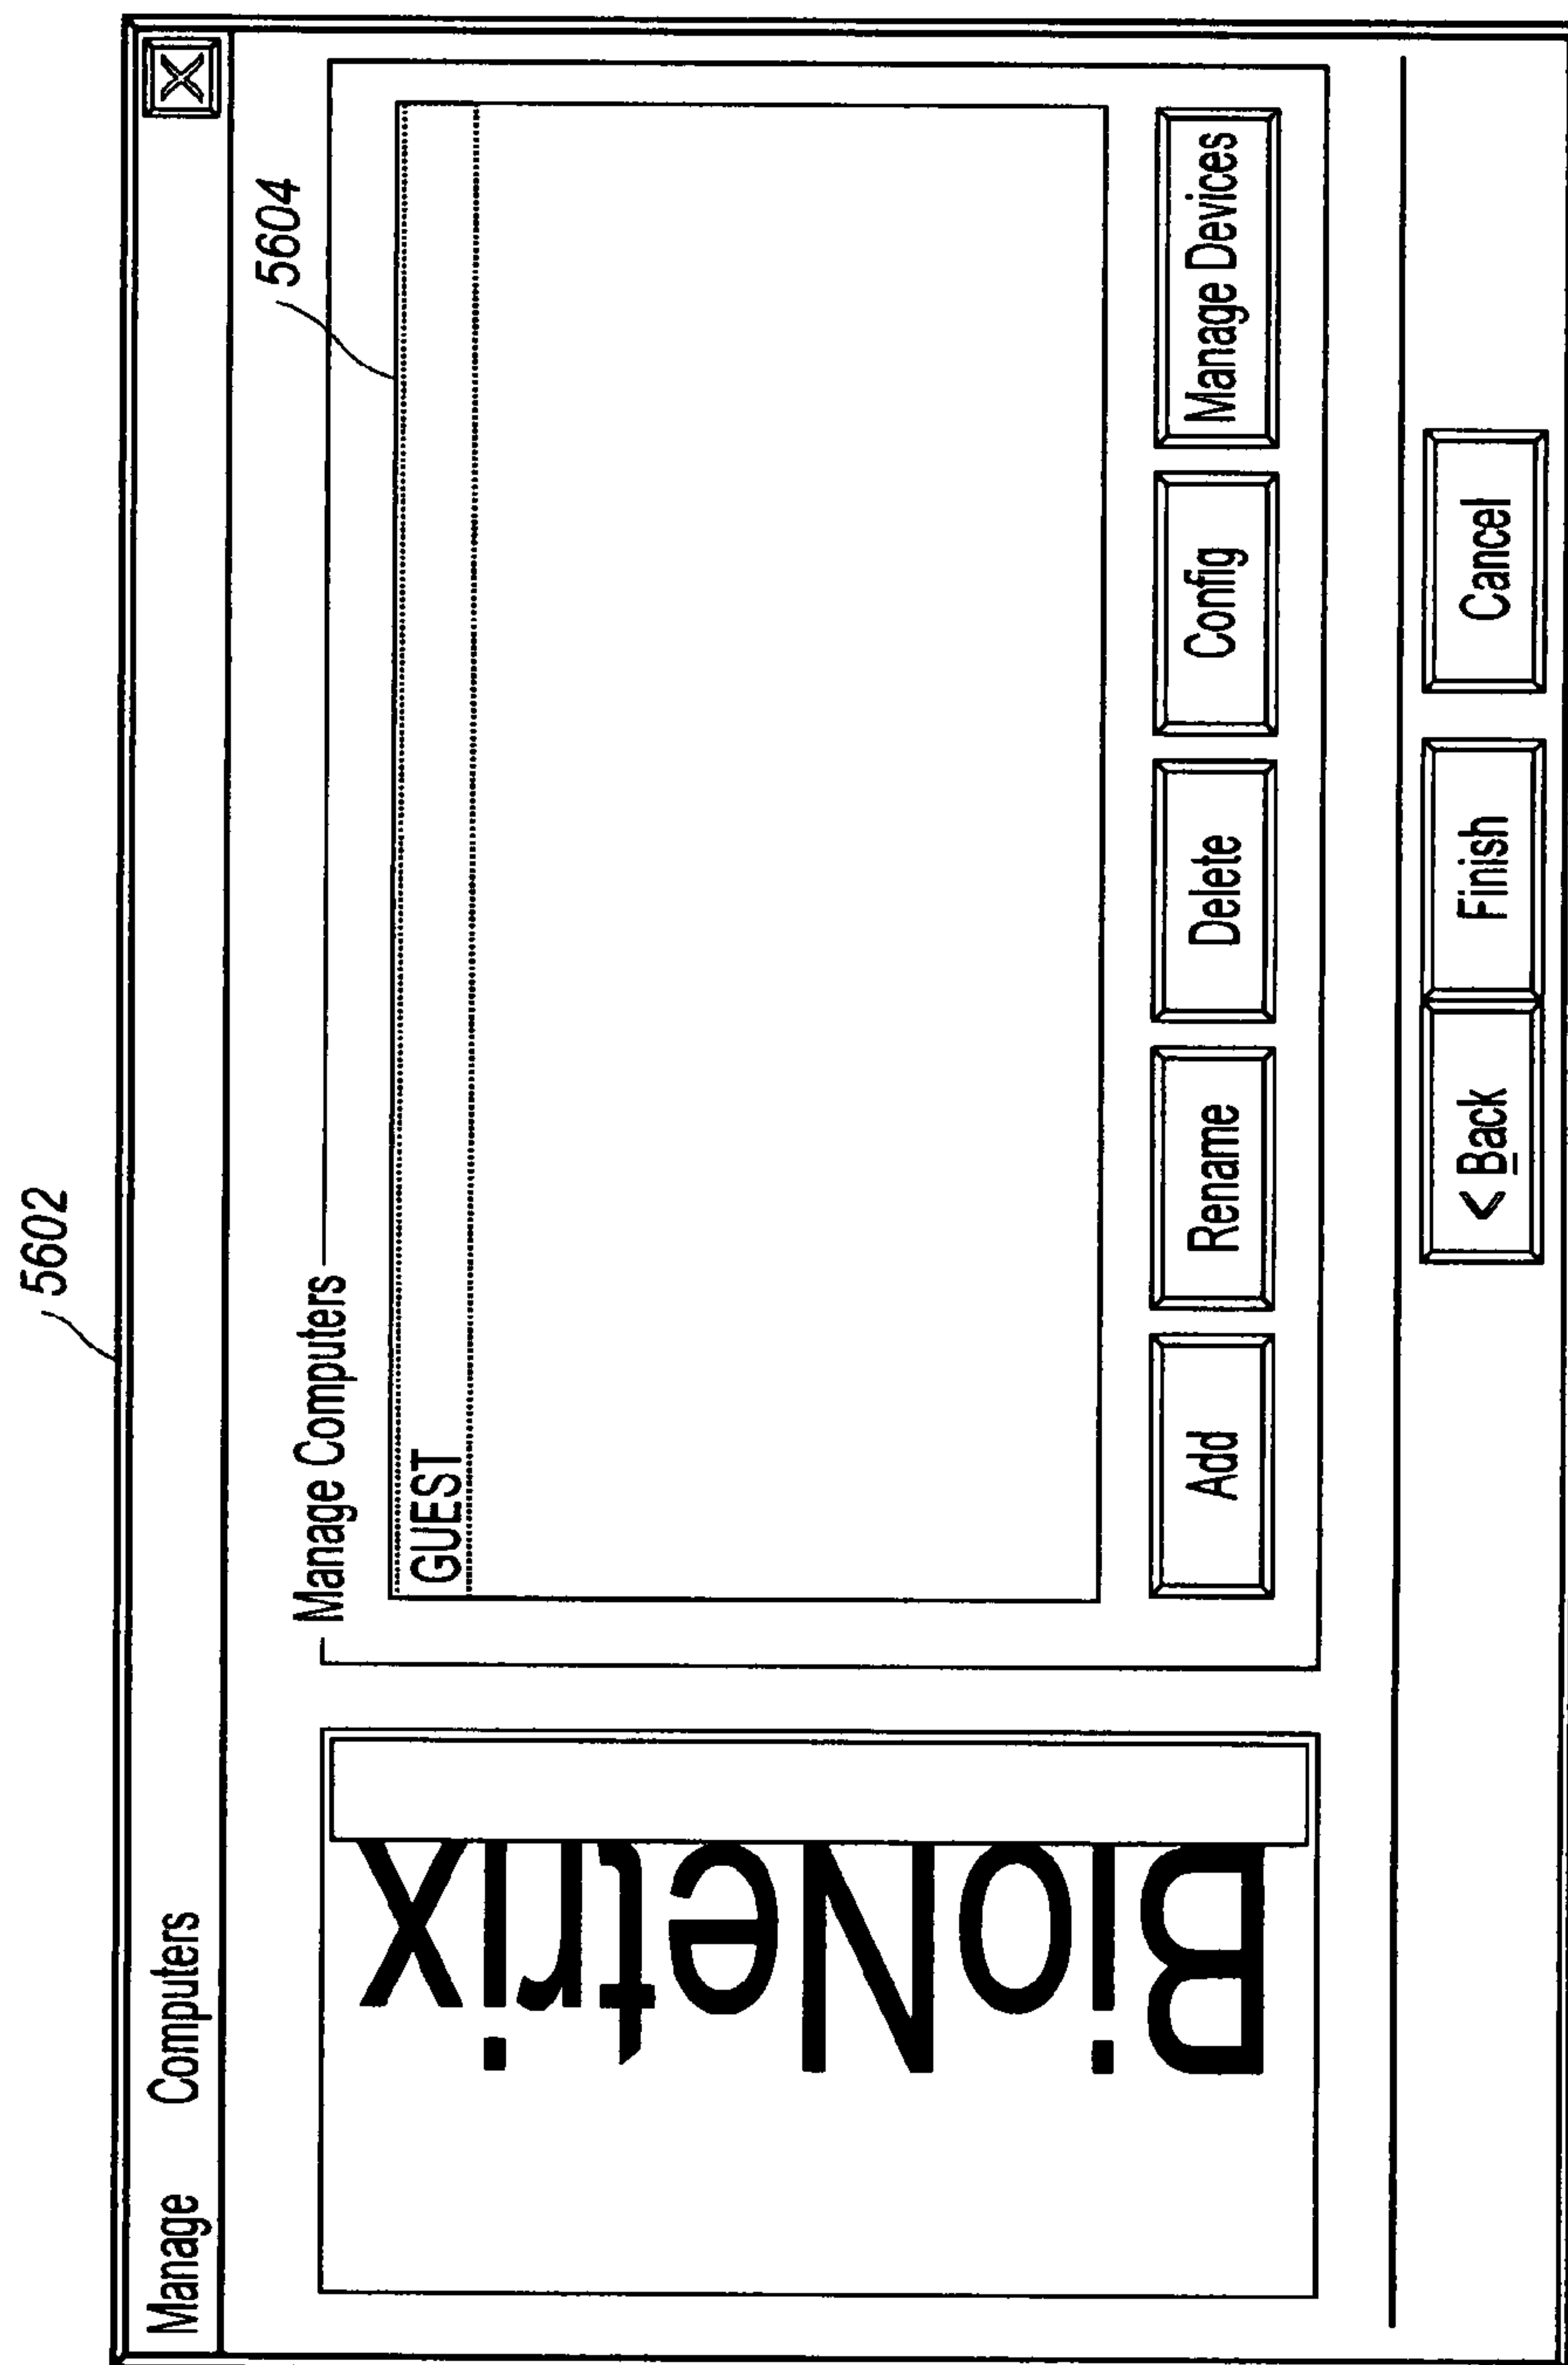 5602
Manage Computers
5604
Manage Computers
GUEST
BioNetrix
Add Rename Delete Config Manage Devices
< Back Finish Cancel